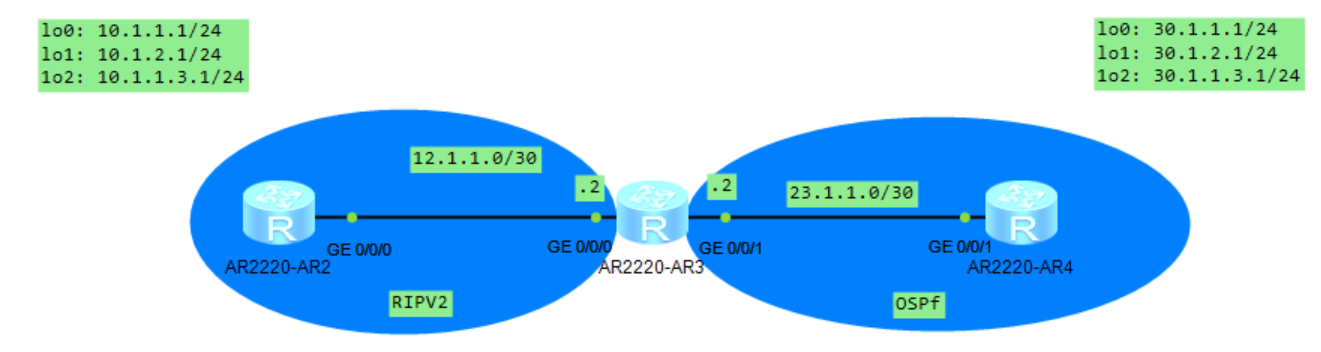 lo0: 10.1.1.1/24
lo1: 10.1.2.1/24
1o2: 10.1.1.3.1/24
lo0: 30.1.1.1/24
lo1: 30.1.2.1/24
1o2: 30.1.1.3.1/24
12.1.1.0/30
.2
.2
23.1.1.0/30
R
R
R
GE 0/0/0
GE 0/0/0
GE 0/0/1
GE 0/0/1
AR2220-AR2
AR2220-AR3
AR2220-AR4
RIPV2
OSPf